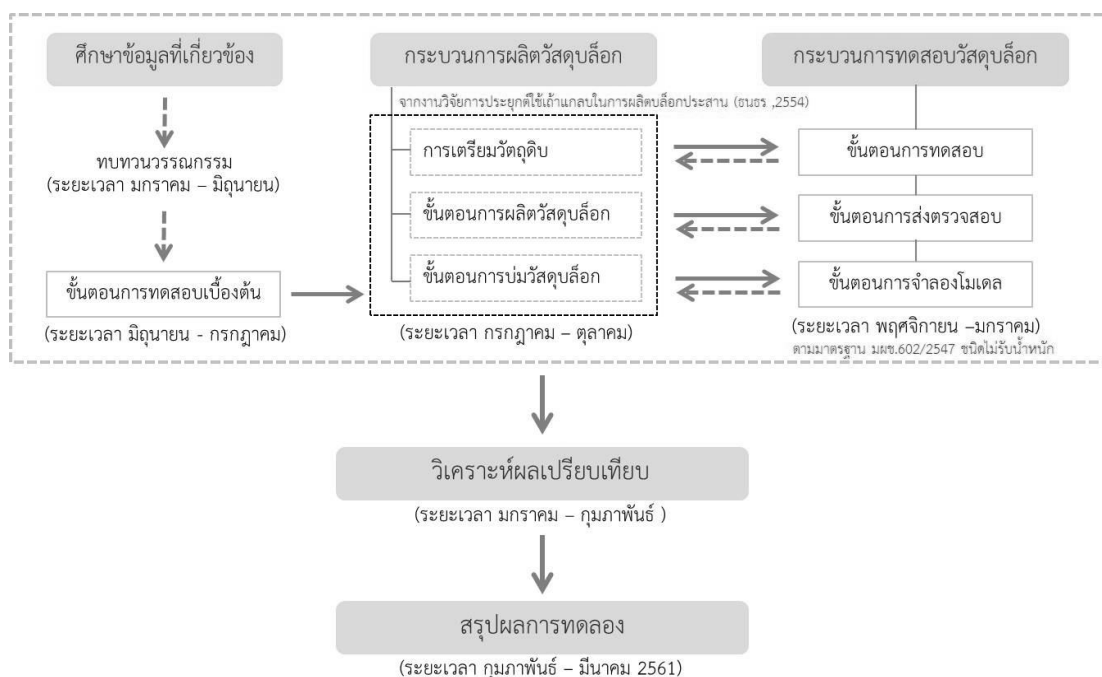 ศึกษาข้อมูลที่เกี่ยวข้อง
ทบทวนวรรณกรรม
(ระยะเวลา มกราคม – มิถุนายน)
ขั้นตอนการทดสอบเบื้องต้น
(ระยะเวลา มิถุนายน - กรกฎาคม)
กระบวนการผลิตวัสดุบล็อก
จากงานวิจัยการประยุกต์ใช้เถ้าแกลบในการผลิตบล็อกประสาน (ธนธร ,2554)
การเตรียมวัตถุดิบ
ขั้นตอนการผลิตวัสดุบล็อก
ขั้นตอนการบ่มวัสดุบล็อก
(ระยะเวลา กรกฎาคม – ตุลาคม)
กระบวนการทดสอบวัสดุบล็อก
ขั้นตอนการทดสอบ
ขั้นตอนการส่งตรวจสอบ
ขั้นตอนการจำลองโมเดล
(ระยะเวลา พฤศจิกายน –มกราคม)
ตามมาตรฐาน มผช.602/2547 ชนิดไม่รับน้ำหนัก
วิเคราะห์ผลเปรียบเทียบ
(ระยะเวลา มกราคม – กุมภาพันธ์ )
สรุปผลการทดลอง
(ระยะเวลา กุมภาพันธ์ – มีนาคม 2561)